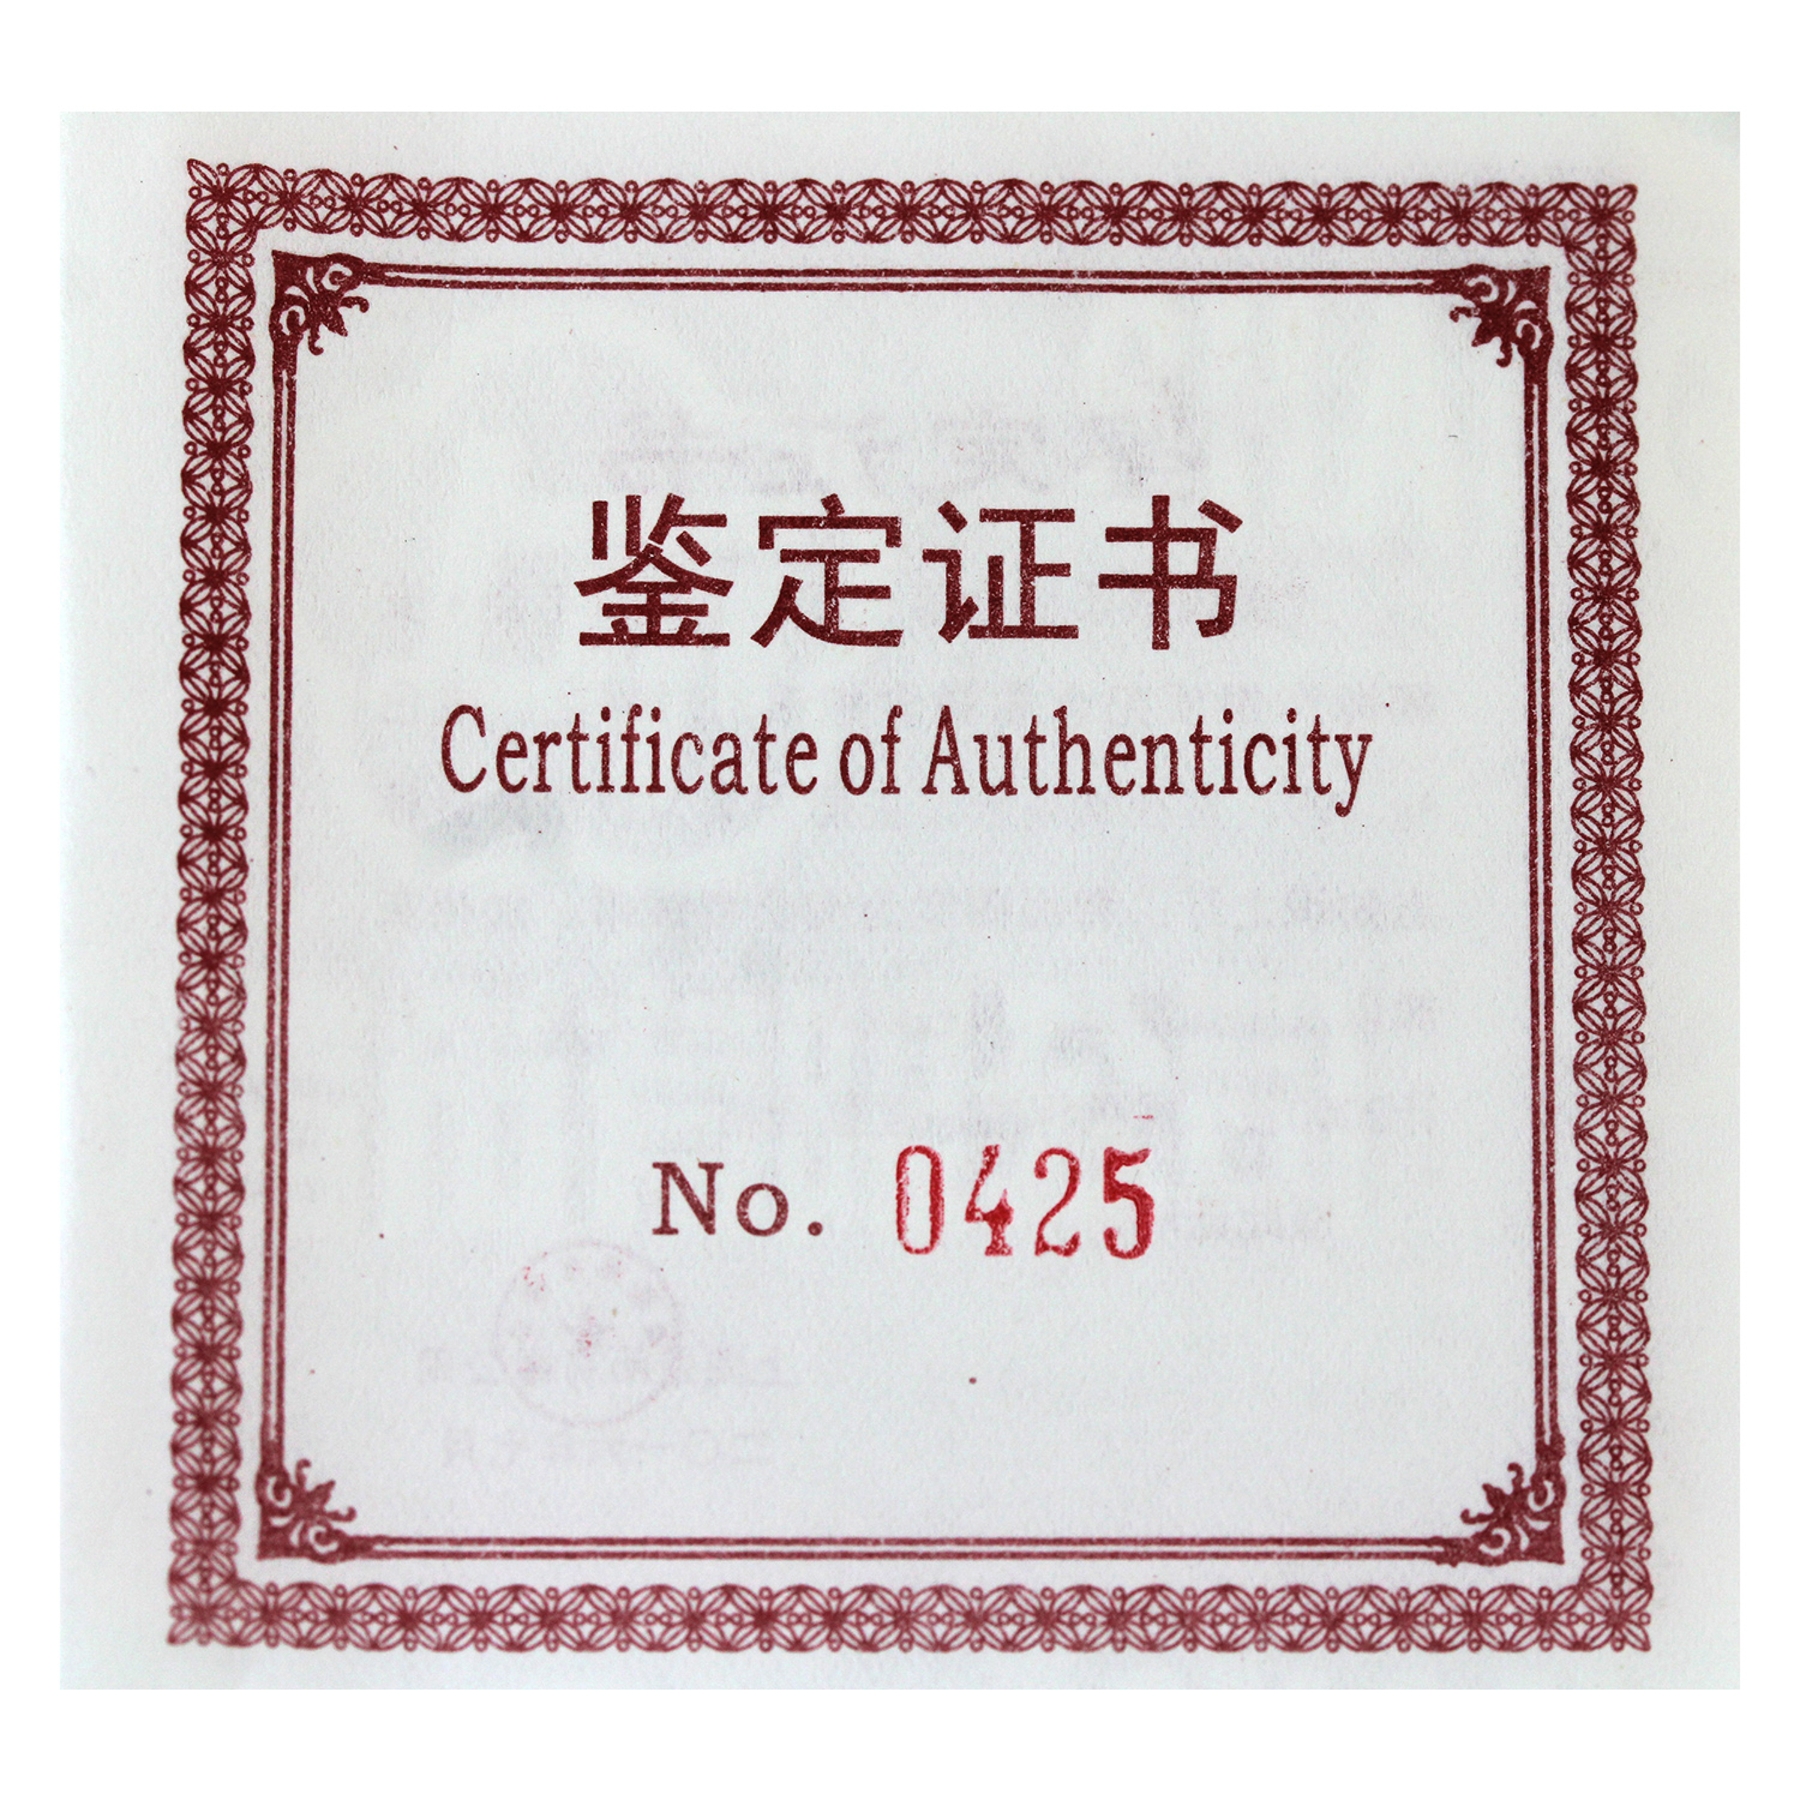 鉴定证书
Certificate of Authenticity
No. 0425